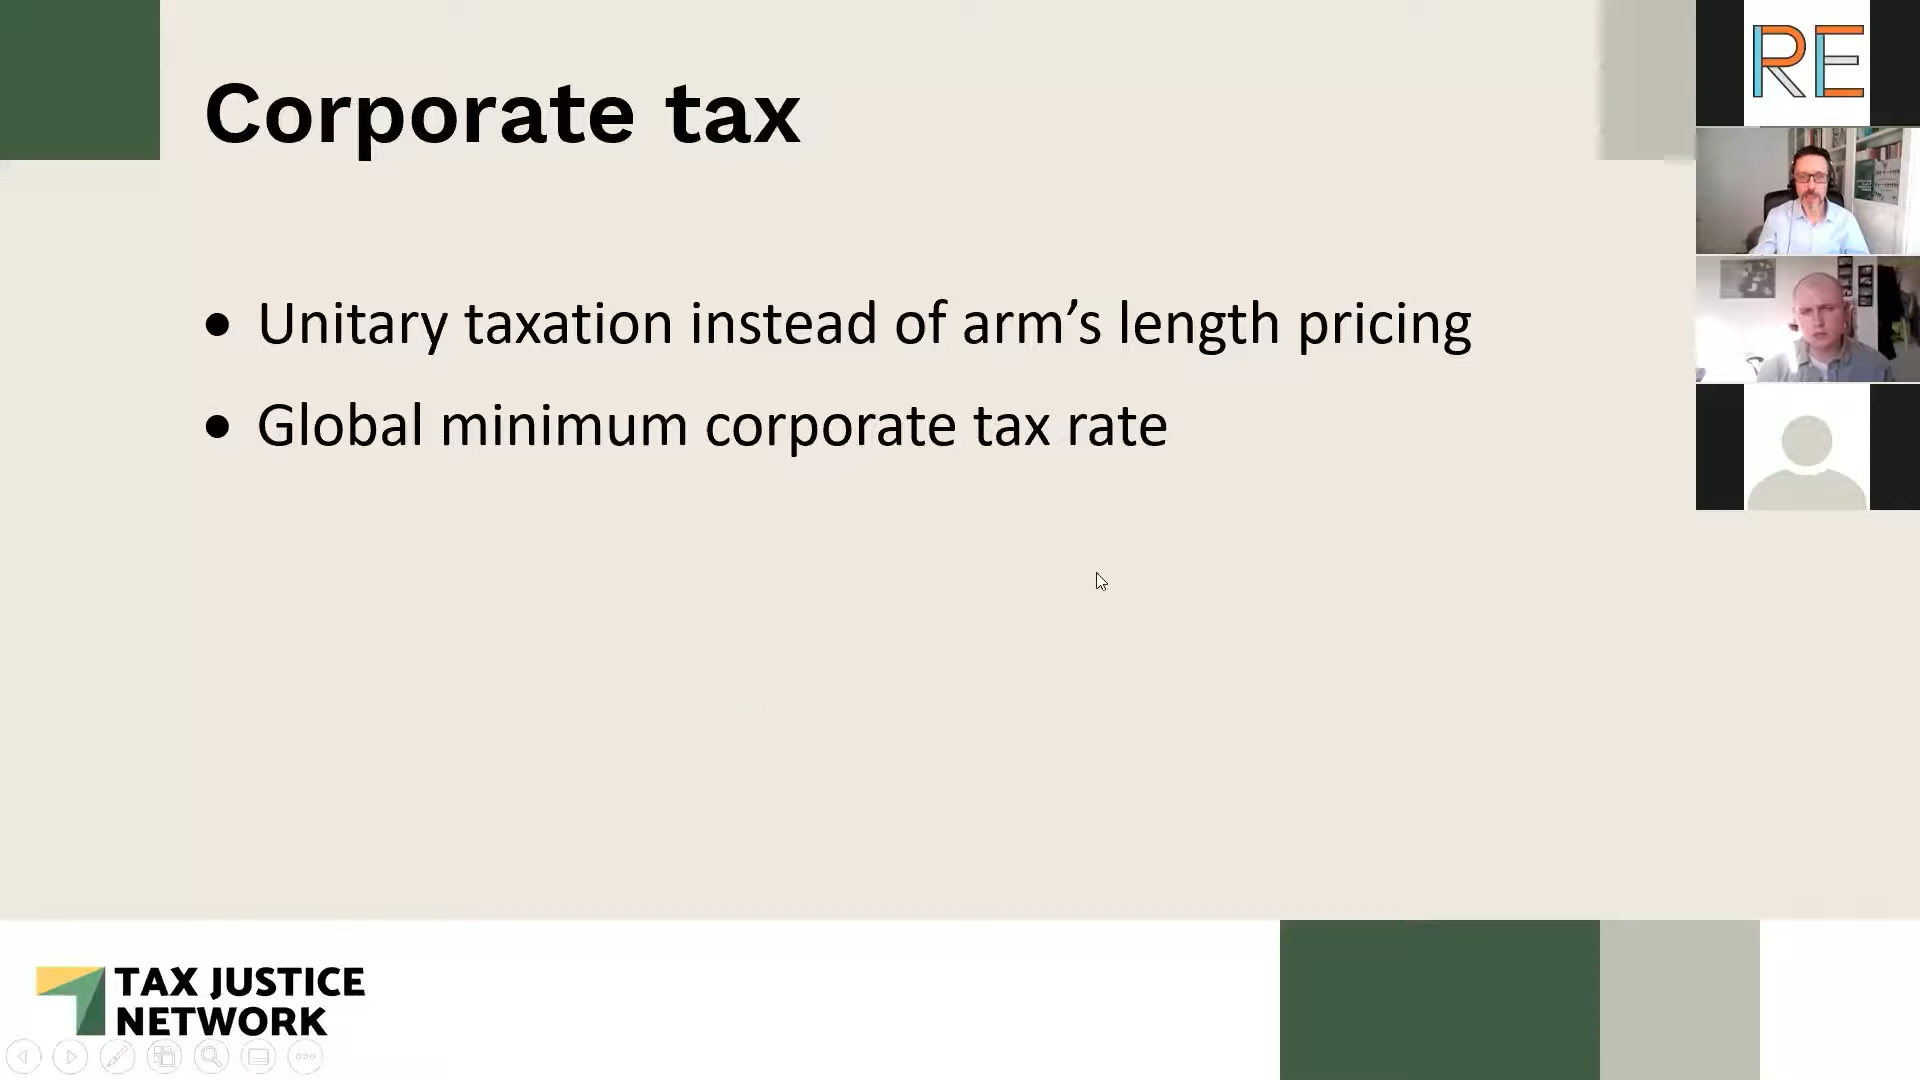 Corporate tax
RE
• Unitary taxation instead of arm’s length pricing
• Global minimum corporate tax rate
TAX JUSTICE
NETWORK